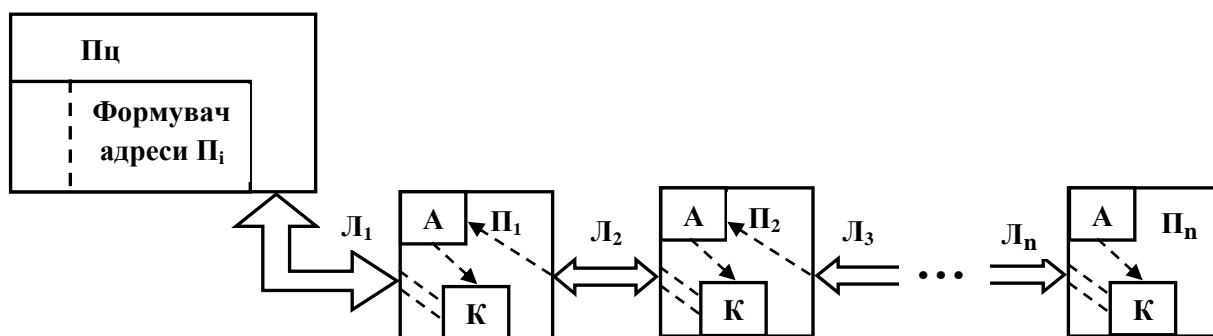 Пц
Формувач
адреси Пi
Л1
А
П1
К
Л2
А
П2
К
Л3
...
Лn
А
Пn
К